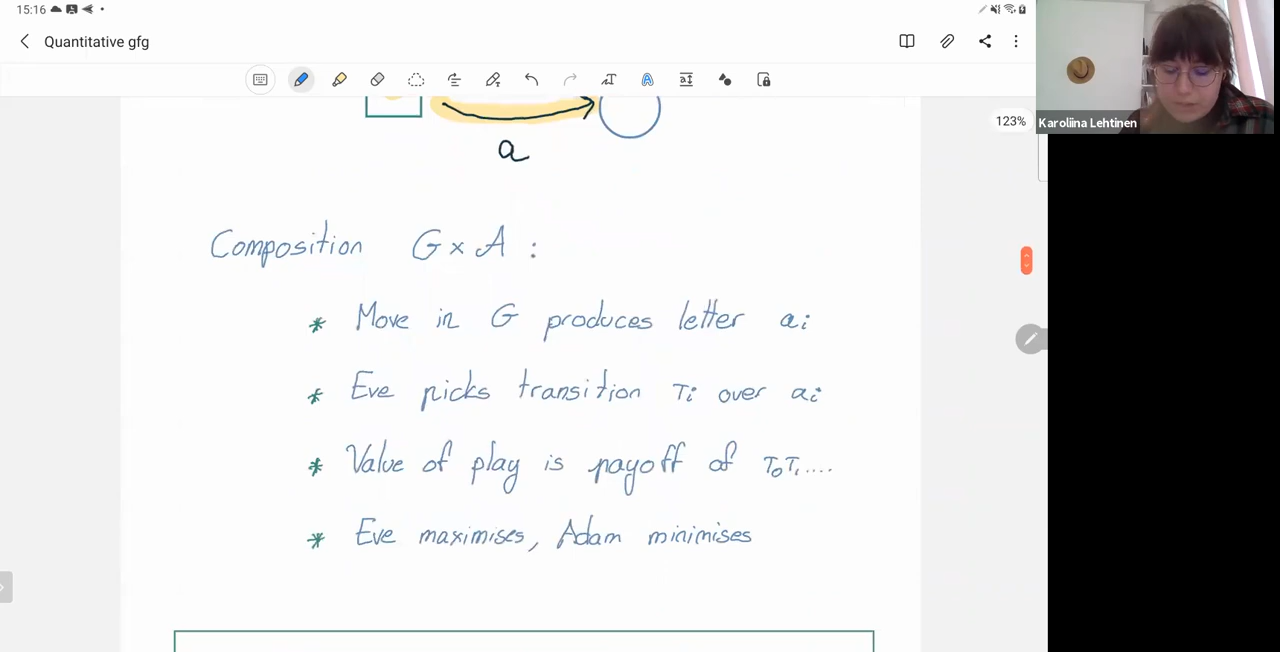 15:16
Quantitative gfg
123%
Karoliina Lehtinen
a
Composition G × A :
* Move in G produces letter ai
* Eve picks transition τi over ai
* Value of play is payoff of τ0τ1....
* Eve maximises, Adam minimises